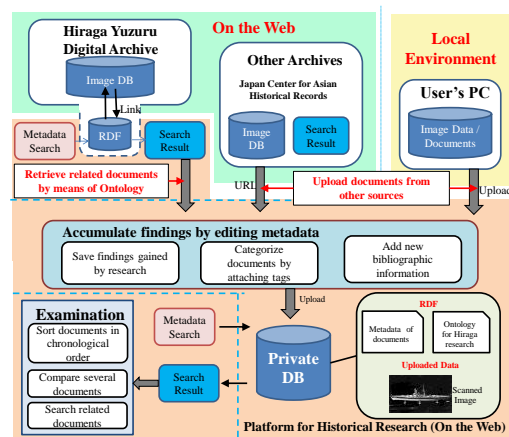 On the Web
Hiraga Yuzuru
Digital Archive
Image DB
Link
RDF
Metadata
Search
Search
Result
Other Archives
Japan Center for Asian
Historical Records
Image
DB
Search
Result
Local
Environment
User's PC
Image Data /
Documents
Retrieve related documents
by means of Ontology
URL
Upload documents from
other sources
Upload
Accumulate findings by editing metadata
Save findings gained
by research
Categorize
documents by
attaching tags
Add new
bibliographic
information
Upload
Examination
Sort documents in
chronological
order
Compare several
documents
Search related
documents
Metadata
Search
Search
Result
Private
DB
RDF
Metadata of
documents
Ontology
for Hiraga
research
Uploaded Data
Scanned
Image
Platform for Historical Research (On the Web)